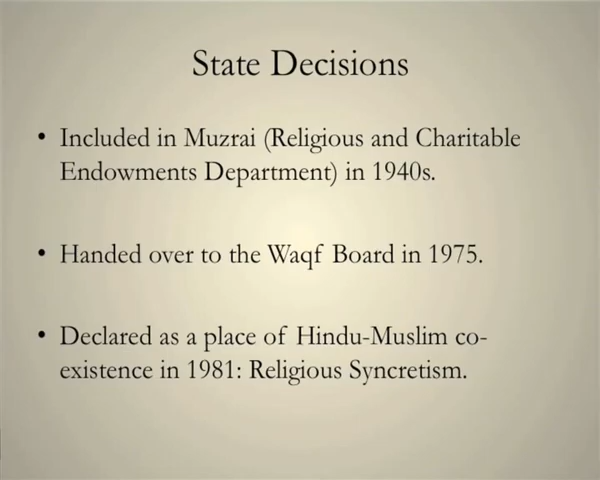 State Decisions
• Included in Muzrai (Religious and Charitable
Endowments Department) in 1940s.
• Handed over to the Waqf Board in 1975.
• Declared as a place of Hindu-Muslim co-
existence in 1981: Religious Syncretism.